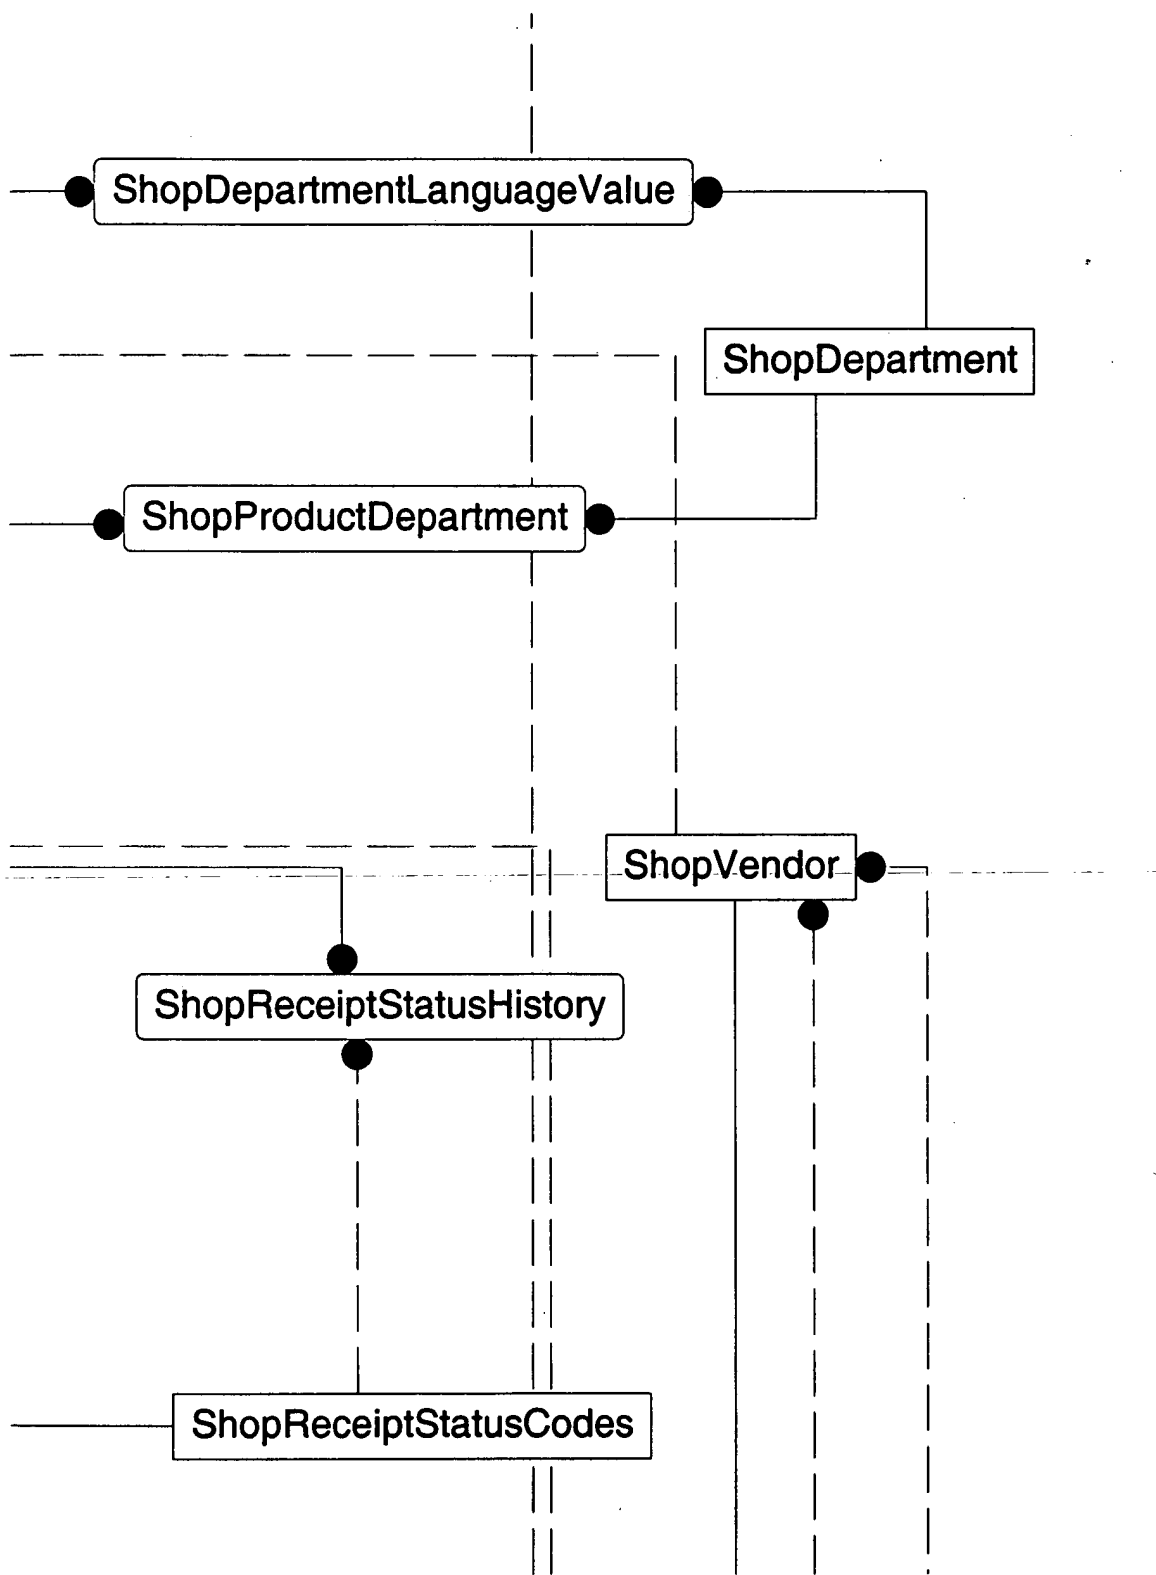 ShopDepartmentLanguageValue
ShopDepartment
ShopProductDepartment
ShopVendor
ShopReceiptStatusHistory
ShopReceiptStatusCodes